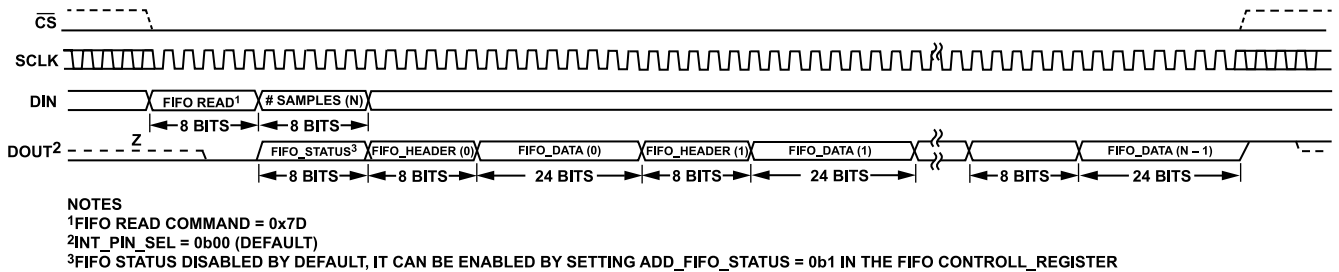 CS
SCLK
DIN FIFO READ1 # SAMPLES (N)
8 BITS 8 BITS
Z
DOUT2 FIFO_STATUS3 FIFO_HEADER (0) FIFO_DATA (0) FIFO_HEADER (1) FIFO_DATA (1) FIFO_DATA (N – 1)
8 BITS 8 BITS 24 BITS 8 BITS 24 BITS 8 BITS 24 BITS
NOTES
1FIFO READ COMMAND = 0x7D
2INT_PIN_SEL = 0b00 (DEFAULT)
3FIFO STATUS DISABLED BY DEFAULT, IT CAN BE ENABLED BY SETTING ADD_FIFO_STATUS = 0b1 IN THE FIFO CONTROLL_REGISTER